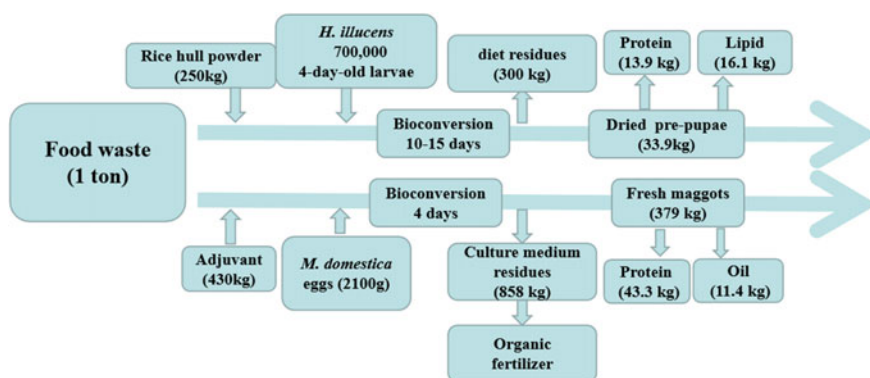 Rice hull powder
(250kg)
H. illucens
700,000
4-day-old larvae
diet residues
(300 kg)
Protein
(13.9 kg)
Lipid
(16.1 kg)
Food waste
(1 ton)
Bioconversion
10-15 days
Dried pre-pupae
(33.9kg)
Bioconversion
4 days
Fresh maggots
(379 kg)
Adjuvant
(430kg)
M. domestica
eggs (2100g)
Culture medium
residues
(858 kg)
Protein
(43.3 kg)
Oil
(11.4 kg)
Organic
fertilizer